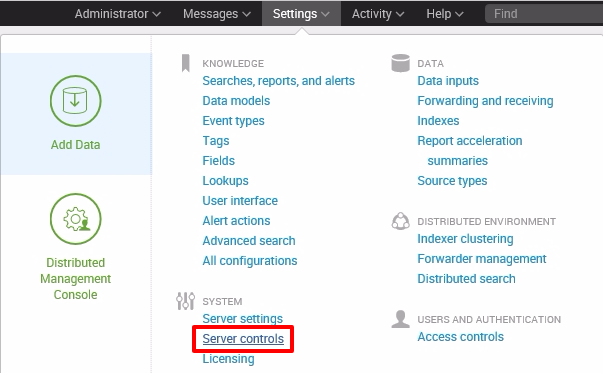 Administrator Messages Settings Activity Help Find
Add Data
Distributed
Management
Console
KNOWLEDGE
Searches, reports, and alerts
Data models
Event types
Tags
Fields
Lookups
User interface
Alert actions
Advanced search
All configurations
SYSTEM
Server settings
Server controls
Licensing
DATA
Data inputs
Forwarding and receiving
Indexes
Report acceleration
summaries
Source types
DISTRIBUTED ENVIRONMENT
Indexer clustering
Forwarder management
Distributed search
USERS AND AUTHENTICATION
Access controls